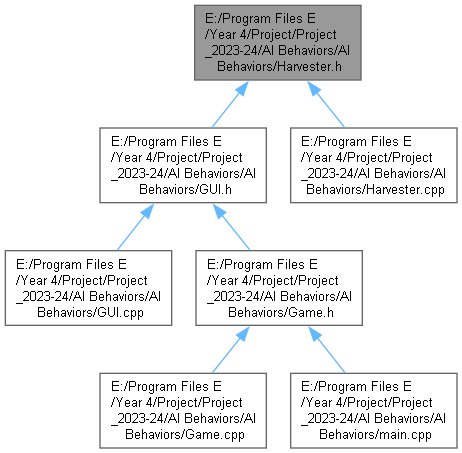 E:/Program Files E
/Year 4/Project/Project
_2023-24/AI Behaviors/AI
Behaviors/Harvester.h
E:/Program Files E
/Year 4/Project/Project
_2023-24/AI Behaviors/AI
Behaviors/GUI.h
E:/Program Files E
/Year 4/Project/Project
_2023-24/AI Behaviors/AI
Behaviors/Harvester.cpp
E:/Program Files E
/Year 4/Project/Project
_2023-24/AI Behaviors/AI
Behaviors/GUI.cpp
E:/Program Files E
/Year 4/Project/Project
_2023-24/AI Behaviors/AI
Behaviors/Game.h
E:/Program Files E
/Year 4/Project/Project
_2023-24/AI Behaviors/AI
Behaviors/Game.cpp
E:/Program Files E
/Year 4/Project/Project
_2023-24/AI Behaviors/AI
Behaviors/main.cpp